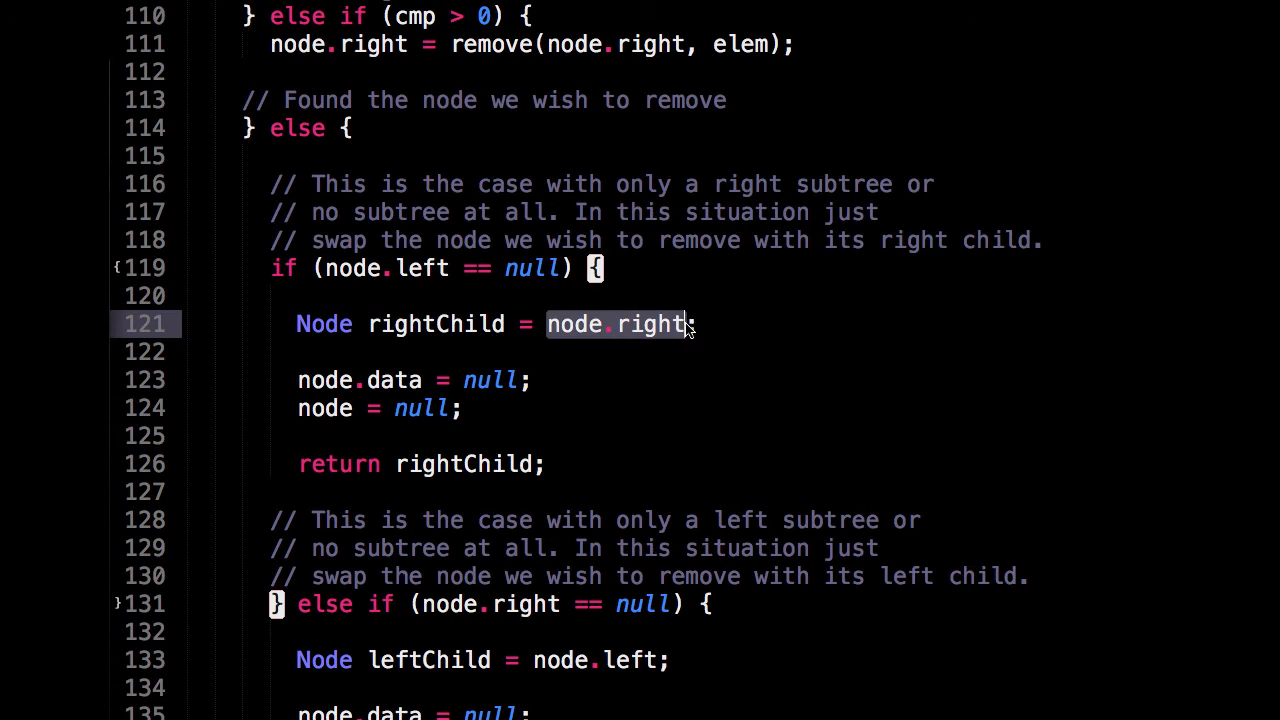 110 } else if (cmp > 0) {
111 node.right = remove(node.right, elem);
112
113 // Found the node we wish to remove
114 } else {
115
116 // This is the case with only a right subtree or
117 // no subtree at all. In this situation just
118 // swap the node we wish to remove with its right child.
{119 if (node.left == null) {
120
121 Node rightChild = node.right;
122
123 node.data = null;
124 node = null;
125
126 return rightChild;
127
128 // This is the case with only a left subtree or
129 // no subtree at all. In this situation just
130 // swap the node we wish to remove with its left child.
}131 } else if (node.right == null) {
132
133 Node leftChild = node.left;
134
135 node.data = null;